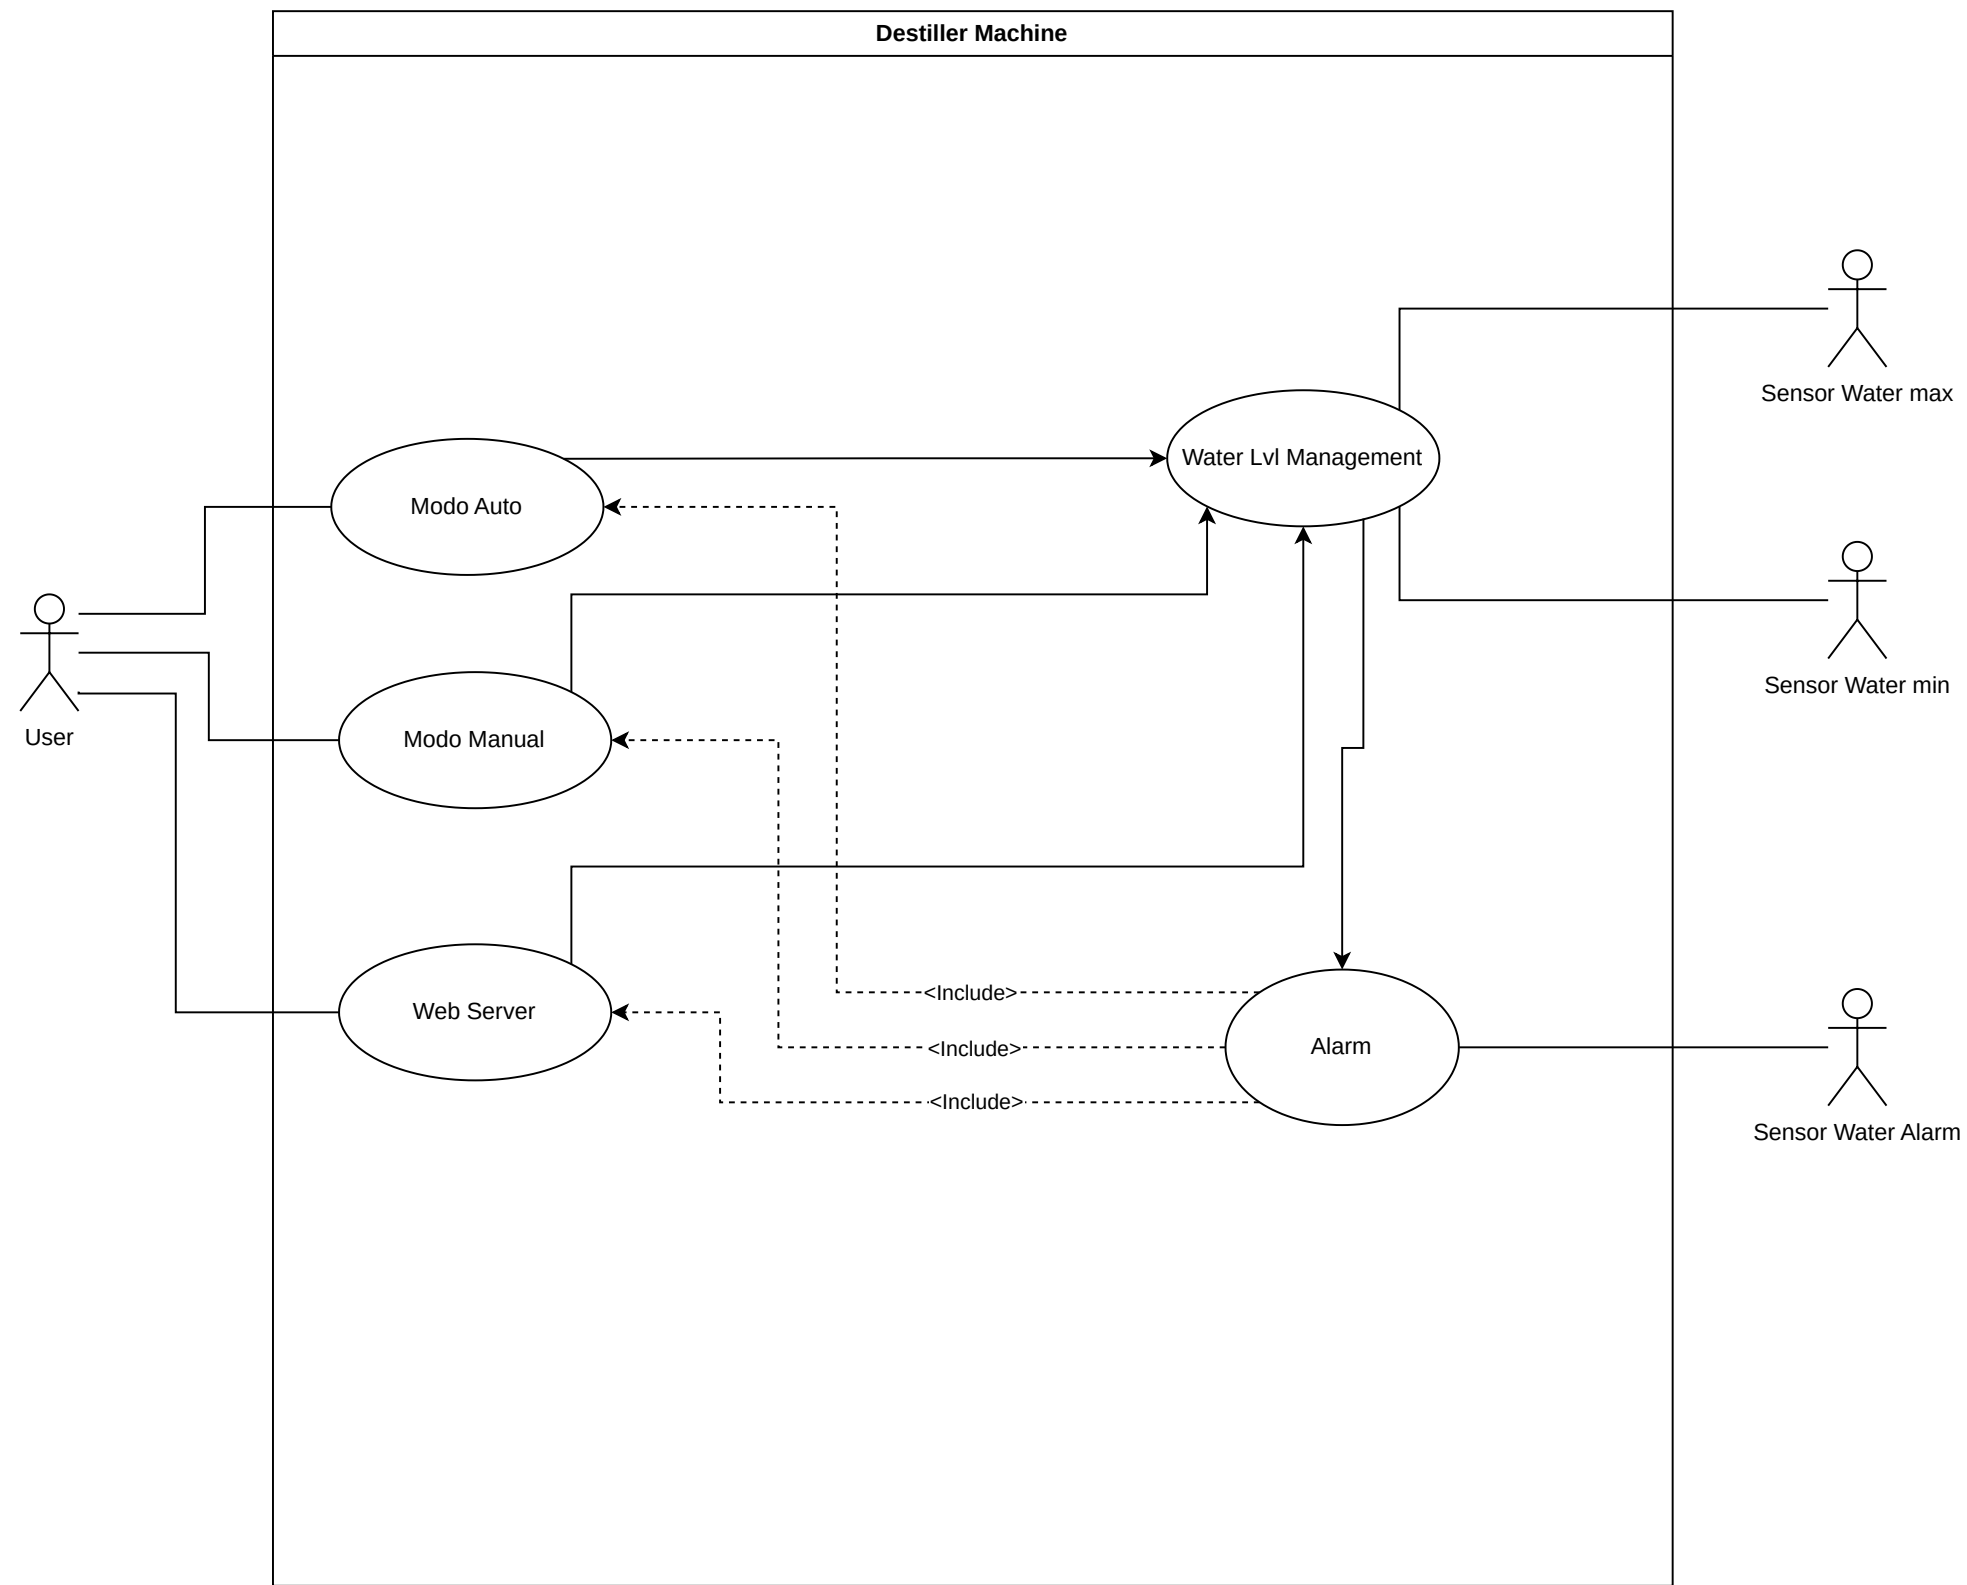 Destiller Machine
Sensor Water max
Water Lvl Management
Modo Auto
Sensor Water min
User
Modo Manual
<Include>
Web Server
<Include>
Alarm
<Include>
Sensor Water Alarm